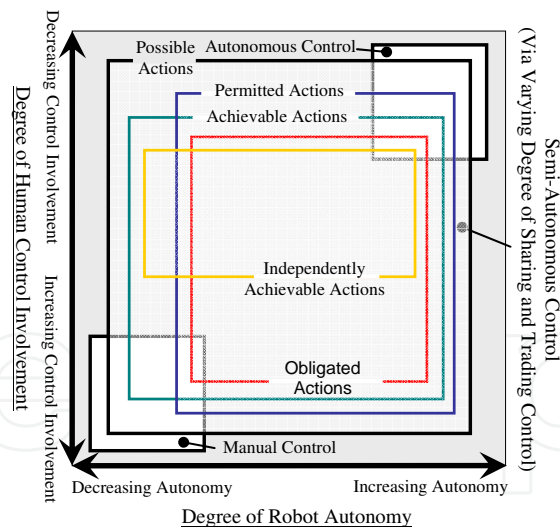 Possible
Actions
Autonomous Control
Permitted Actions
Achievable Actions
Independently
Achievable Actions
Obligated
Actions
Manual Control
Decreasing Control Involvement
Increasing Control Involvement
Degree of Human Control Involvement
Semi-Autonomous Control
(Via Varying Degree of Sharing and Trading Control)
Decreasing Autonomy
Increasing Autonomy
Degree of Robot Autonomy